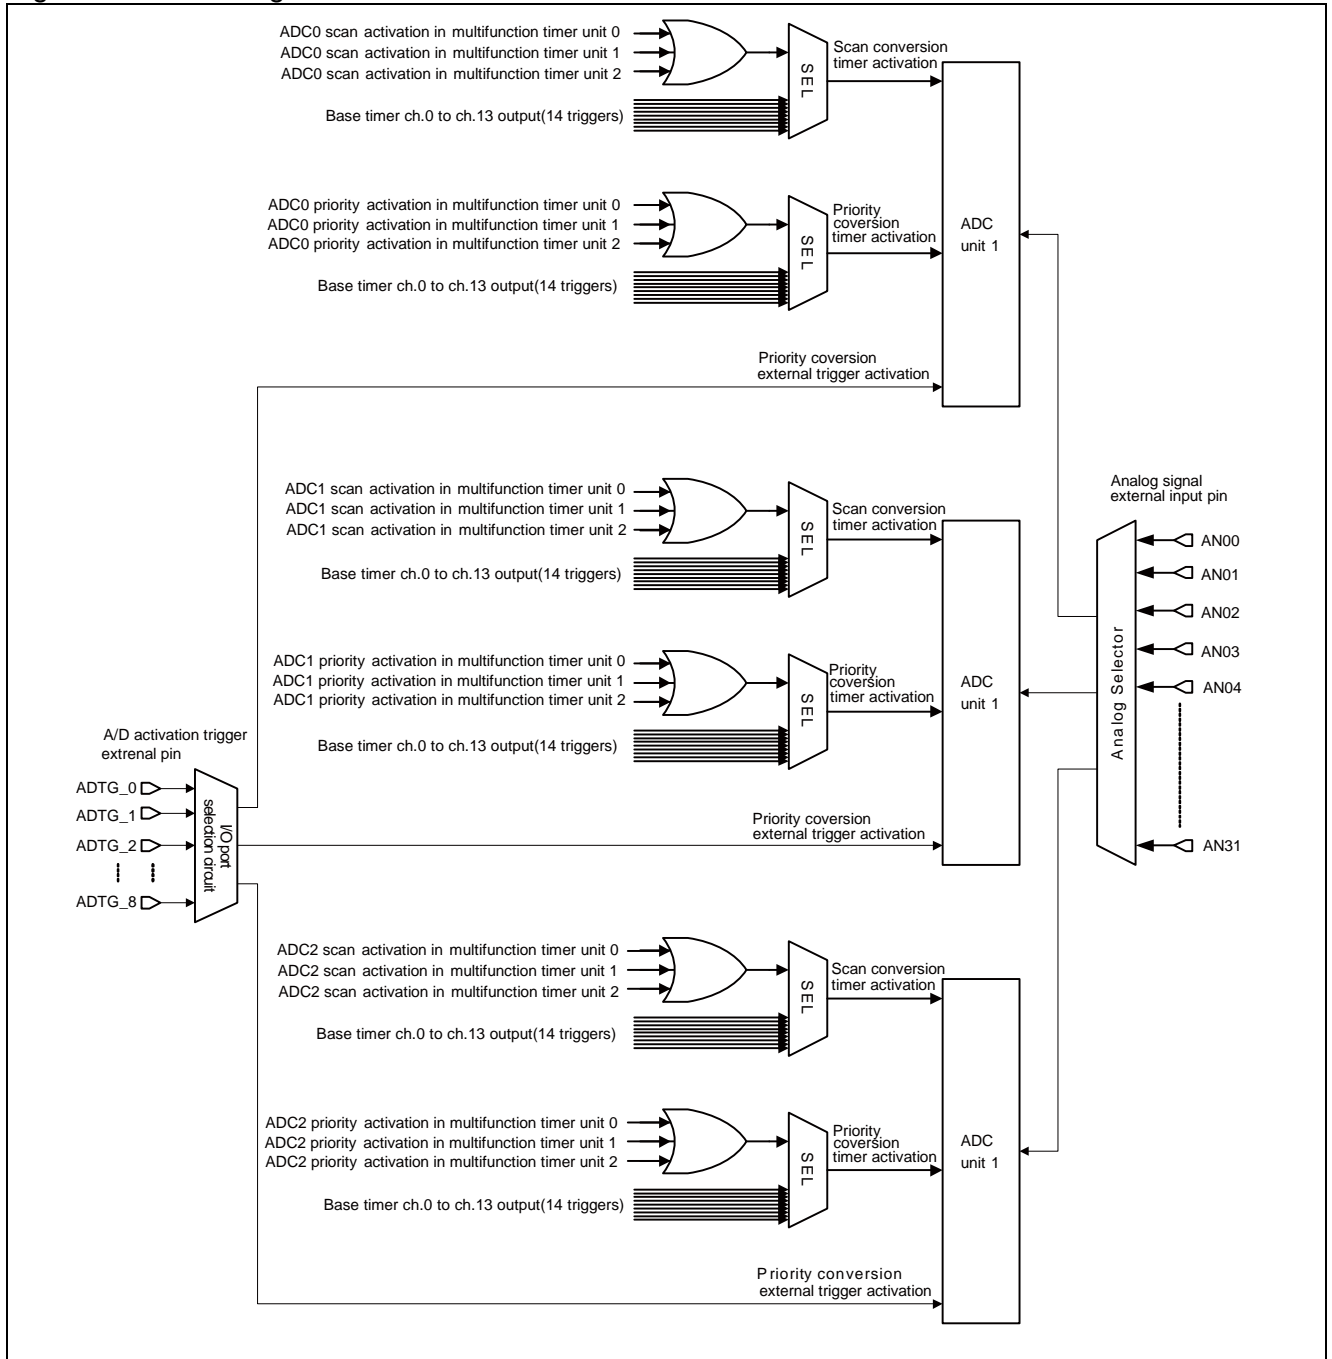 ADC0 scan activation in multifunction timer unit 0
ADC0 scan activation in multifunction timer unit 1
ADC0 scan activation in multifunction timer unit 2
Base timer ch.0 to ch.13 output(14 triggers)
SEL
Scan conversion
timer activation
ADC0 priority activation in multifunction timer unit 0
ADC0 priority activation in multifunction timer unit 1
ADC0 priority activation in multifunction timer unit 2
Base timer ch.0 to ch.13 output(14 triggers)
SEL
Priority
coversion
timer activation
ADC
unit 1
Priority coversion
external trigger activation
ADC1 scan activation in multifunction timer unit 0
ADC1 scan activation in multifunction timer unit 1
ADC1 scan activation in multifunction timer unit 2
Base timer ch.0 to ch.13 output(14 triggers)
SEL
Scan conversion
timer activation
ADC1 priority activation in multifunction timer unit 0
ADC1 priority activation in multifunction timer unit 1
ADC1 priority activation in multifunction timer unit 2
Base timer ch.0 to ch.13 output(14 triggers)
SEL
Priority
coversion
timer activation
ADC
unit 1
Priority coversion
external trigger activation
Analog signal
external input pin
AN00
AN01
AN02
AN03
AN04
AN31
Analog Selector
A/D activation trigger
extrenal pin
ADTG_0
ADTG_1
ADTG_2
ADTG_8
I/O port
selection circuit
ADC2 scan activation in multifunction timer unit 0
ADC2 scan activation in multifunction timer unit 1
ADC2 scan activation in multifunction timer unit 2
Base timer ch.0 to ch.13 output(14 triggers)
SEL
Scan conversion
timer activation
ADC2 priority activation in multifunction timer unit 0
ADC2 priority activation in multifunction timer unit 1
ADC2 priority activation in multifunction timer unit 2
Base timer ch.0 to ch.13 output(14 triggers)
SEL
Priority
coversion
timer activation
ADC
unit 1
Priority conversion
external trigger activation